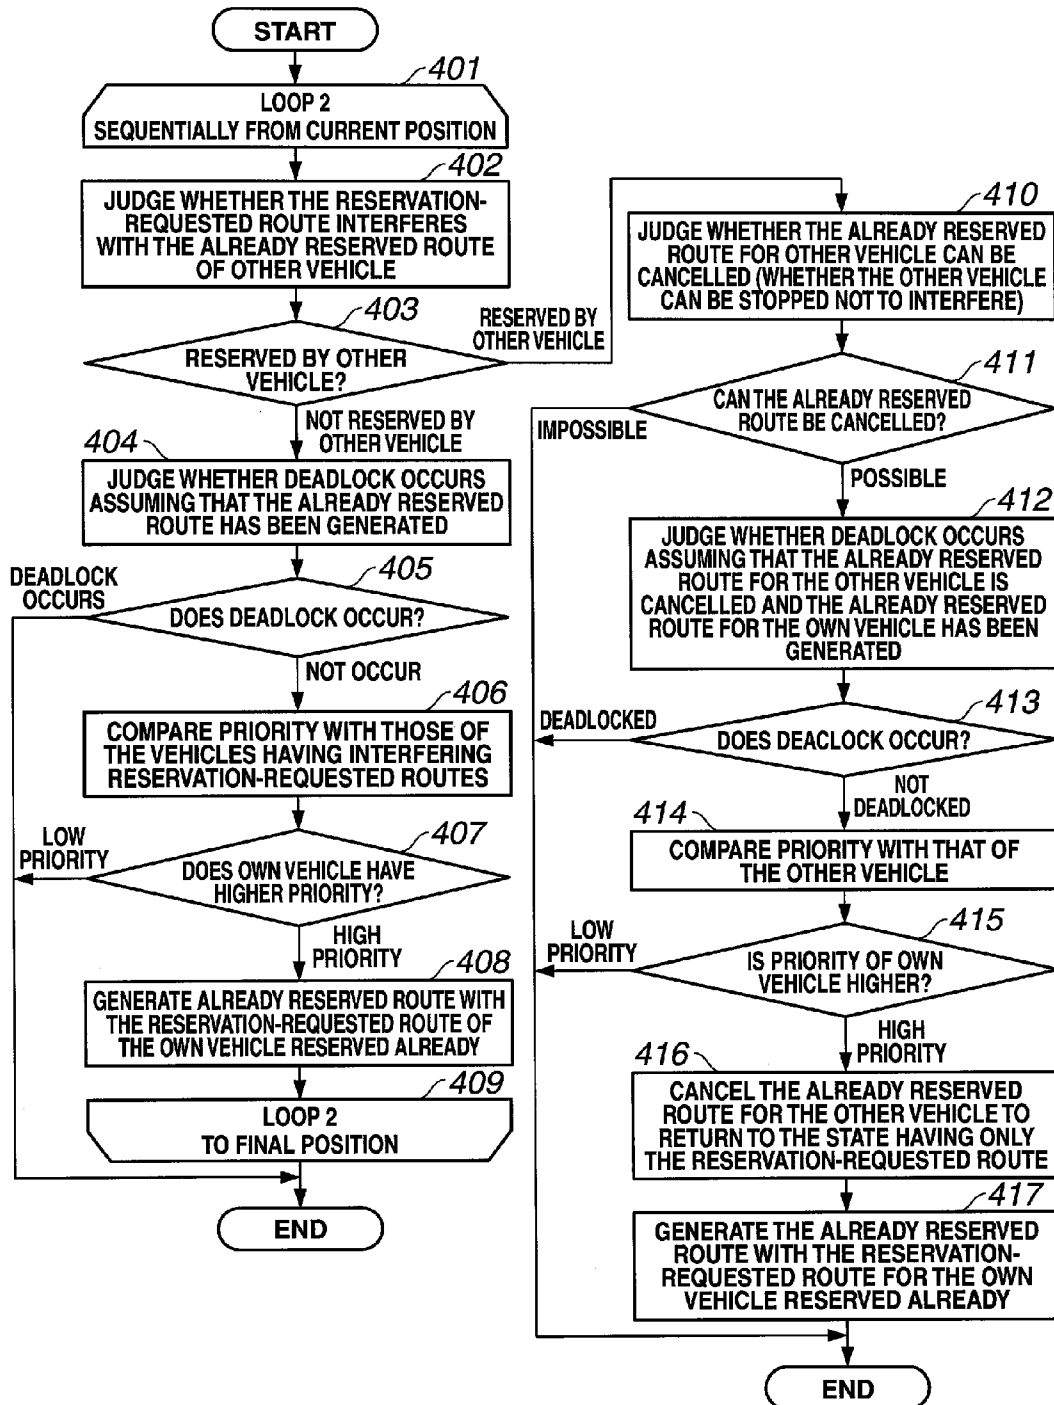 START
401
LOOP 2
SEQUENTIALLY FROM CURRENT POSITION
402
JUDGE WHETHER THE RESERVATION-
REQUESTED ROUTE INTERFERES
WITH THE ALREADY RESERVED ROUTE
OF OTHER VEHICLE
403
RESERVED BY OTHER
VEHICLE?
RESERVED BY
OTHER VEHICLE
NOT RESERVED BY
OTHER VEHICLE
404
JUDGE WHETHER DEADLOCK OCCURS
ASSUMING THAT THE ALREADY RESERVED
ROUTE HAS BEEN GENERATED
DEADLOCK
OCCURS
405
DOES DEADLOCK OCCUR?
NOT OCCUR
406
COMPARE PRIORITY WITH THOSE OF
THE VEHICLES HAVING INTERFERING
RESERVATION-REQUESTED ROUTES
LOW
PRIORITY
407
DOES OWN VEHICLE HAVE
HIGHER PRIORITY?
HIGH
PRIORITY
408
GENERATE ALREADY RESERVED ROUTE WITH
THE RESERVATION-REQUESTED ROUTE OF
THE OWN VEHICLE RESERVED ALREADY
409
LOOP 2
TO FINAL POSITION
END
410
JUDGE WHETHER THE ALREADY RESERVED
ROUTE FOR OTHER VEHICLE CAN BE
CANCELLED (WHETHER THE OTHER VEHICLE
CAN BE STOPPED NOT TO INTERFERE)
411
CAN THE ALREADY RESERVED
ROUTE BE CANCELLED?
IMPOSSIBLE
POSSIBLE
412
JUDGE WHETHER DEADLOCK OCCURS
ASSUMING THAT THE ALREADY RESERVED
ROUTE FOR THE OTHER VEHICLE IS
CANCELLED AND THE ALREADY RESERVED
ROUTE FOR THE OWN VEHICLE HAS BEEN
GENERATED
413
DEADLOCKED
DOES DEACLOCK OCCUR?
NOT
DEADLOCKED
414
COMPARE PRIORITY WITH THAT OF
THE OTHER VEHICLE
LOW
PRIORITY
415
IS PRIORITY OF OWN
VEHICLE HIGHER?
HIGH
PRIORITY
416
CANCEL THE ALREADY RESERVED
ROUTE FOR THE OTHER VEHICLE TO
RETURN TO THE STATE HAVING ONLY
THE RESERVATION-REQUESTED ROUTE
417
GENERATE THE ALREADY RESERVED
ROUTE WITH THE RESERVATION-
REQUESTED ROUTE FOR THE OWN
VEHICLE RESERVED ALREADY
END